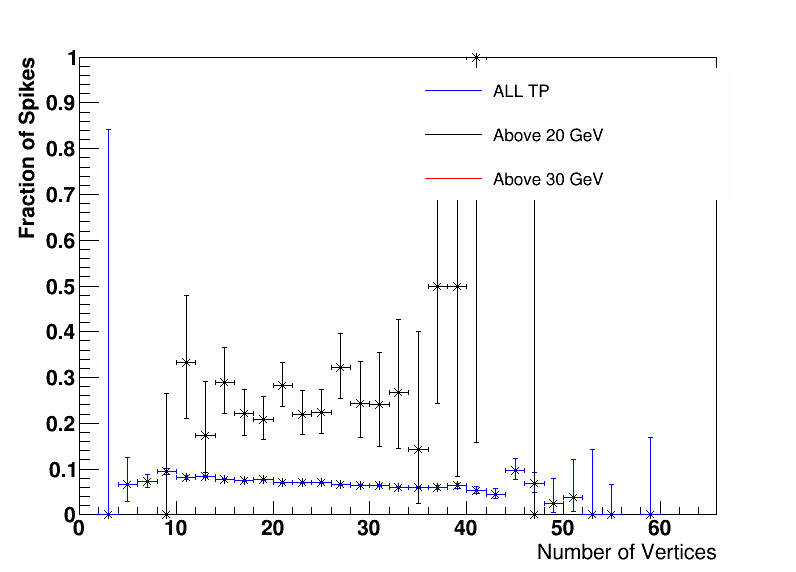 Fraction of Spikes
1
0.9
0.8
0.7
0.6
0.5
0.4
0.3
0.2
0.1
0
ALL TP
Above 20 GeV
Above 30 GeV
0 10 20 30 40 50 60
Number of Vertices